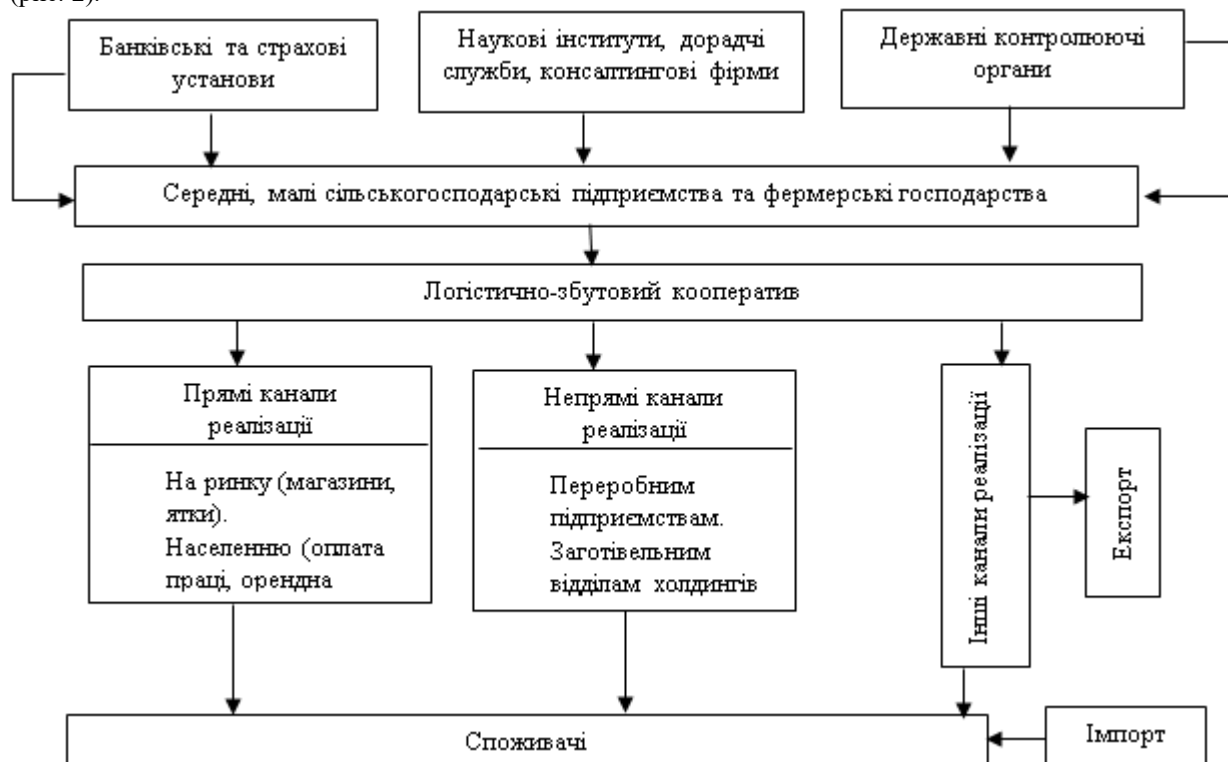 (рис. 2).
Банківські та страхові
установи
Наукові інститути, дорадчі
служби, консалтингові фірми
Державні контролюючі
органи
Середні, малі сільськогосподарські підприємства та фермерські господарства
Логістично-збутовий кооператив
Прямі канали
реалізації
На ринку (магазини,
ятки).
Населенню (оплата
праці, орендна
Непрямі канали
реалізації
Переробним
підприємствам.
Заготівельним
відділам холдингів
Інші канали реалізації
Експорт
Споживачі
Імпорт